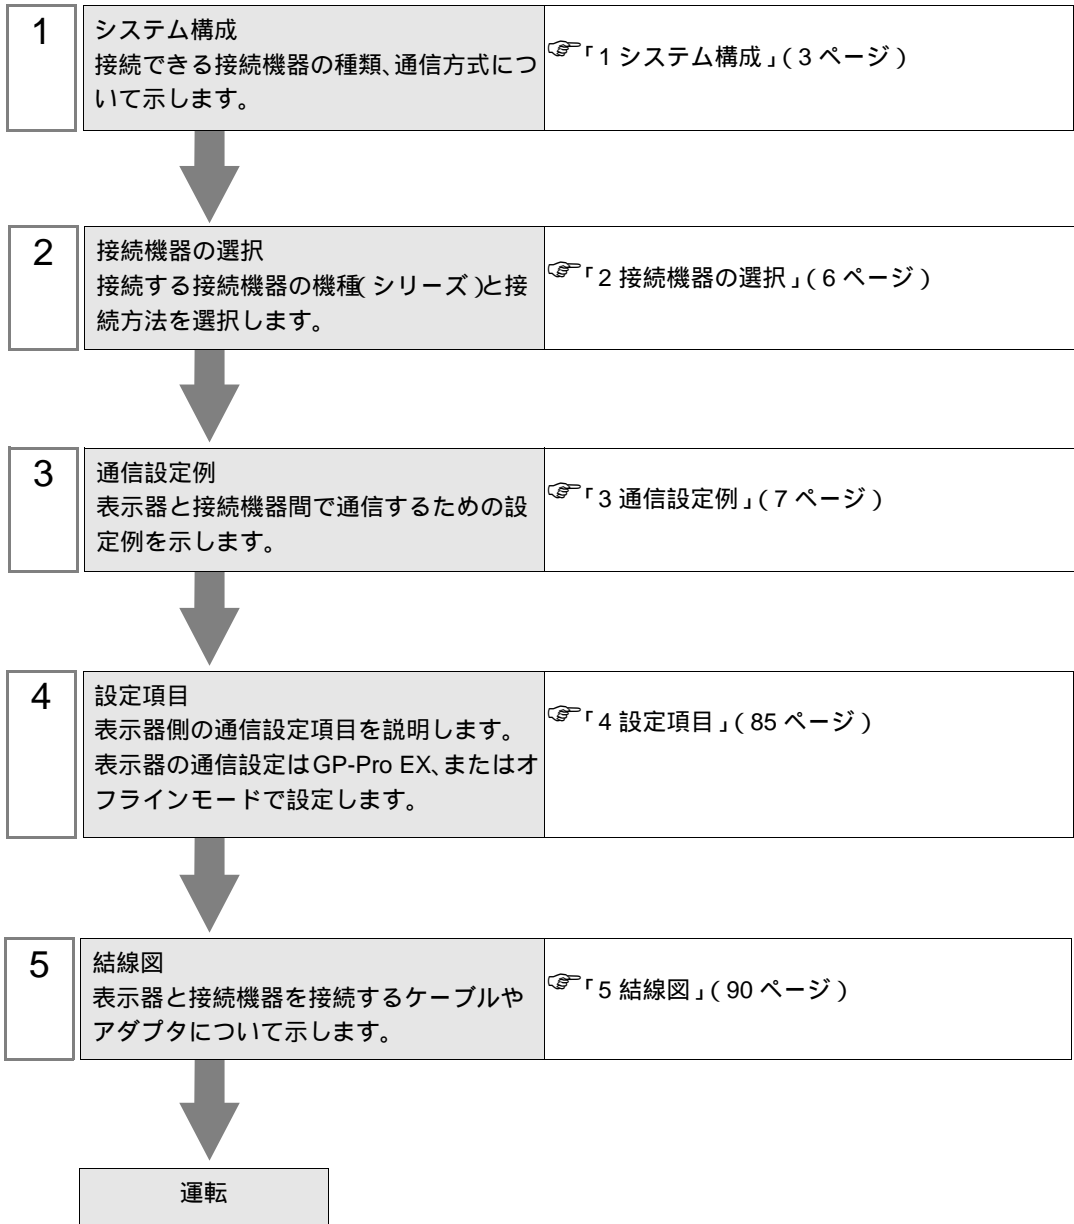 1
システム構成
接続できる接続機器の種類、通信方式につ
いて示します。
☞「1 システム構成」( 3 ページ )
2
接続機器の選択
接続する接続機器の機種( シリーズ )と接
続方法を選択します。
☞「2 接続機器の選択」( 6 ページ )
3
通信設定例
表示器と接続機器間で通信するための設
定例を示します。
☞「3 通信設定例」( 7 ページ )
4
設定項目
表示器側の通信設定項目を説明します。
表示器の通信設定はGP-Pro EX、またはオ
フラインモードで設定します。
☞「4 設定項目」( 85 ページ )
5
結線図
表示器と接続機器を接続するケーブルや
アダプタについて示します。
☞「5 結線図」( 90 ページ )
運転